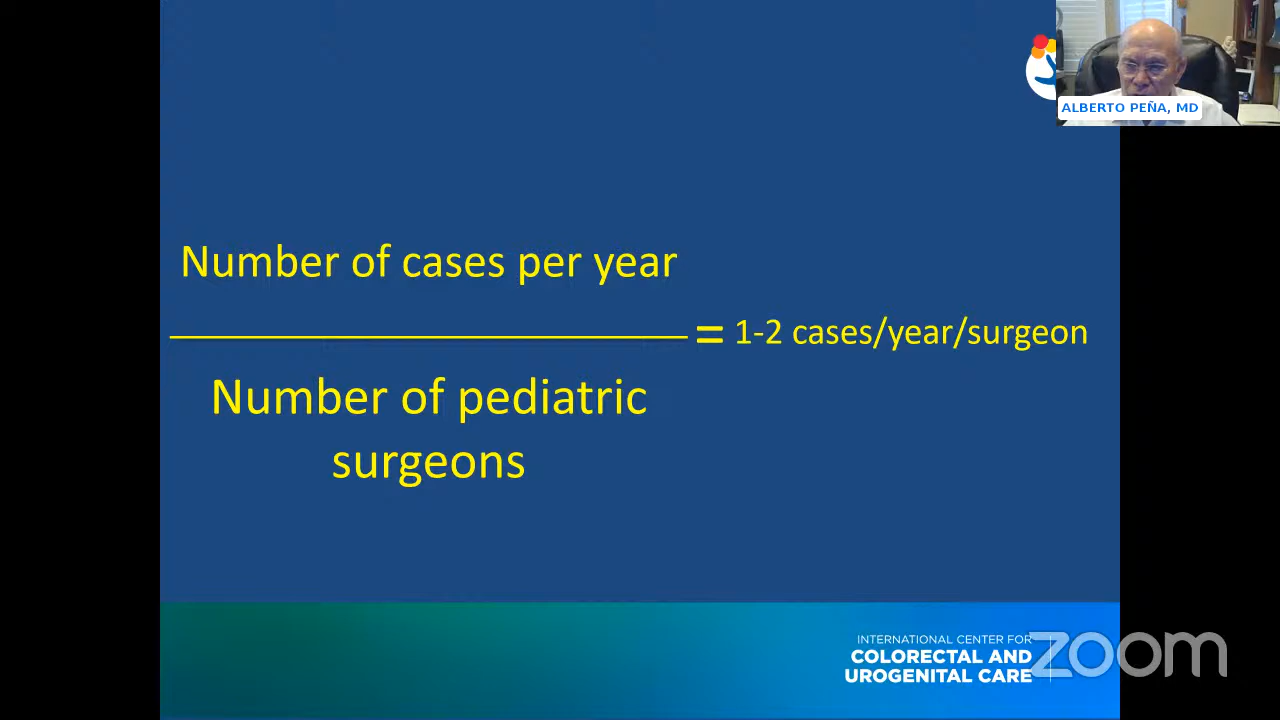 ALBERTO PEÑA, MD
Number of cases per year
= 1-2 cases/year/surgeon
Number of pediatric
surgeons
INTERNATIONAL CENTER FOR
COLORECTAL AND
UROGENITAL CARE
zoom